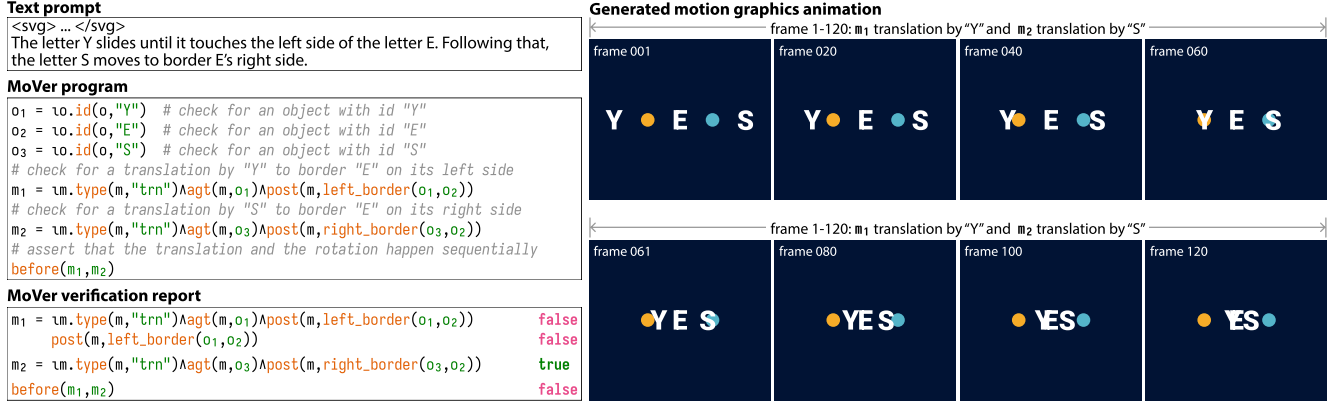 Text prompt
<svg> ... </svg>
The letter Y slides until it touches the left side of the letter E. Following that,
the letter S moves to border E's right side.
MoVer program
o₁ = ιo.id(o,"Y")  # check for an object with id "Y"
o₂ = ιo.id(o,"E")  # check for an object with id "E"
o₃ = ιo.id(o,"S")  # check for an object with id "S"
# check for a translation by "Y" to border "E" on its left side
m₁ = ιm.type(m,"trn")∧agt(m,o₁)∧post(m,left_border(o₁,o₂))
# check for a translation by "S" to border "E" on its right side
m₂ = ιm.type(m,"trn")∧agt(m,o₃)∧post(m,right_border(o₃,o₂))
# assert that the translation and the rotation happen sequentially
before(m₁,m₂)
MoVer verification report
m₁ = ιm.type(m,"trn")∧agt(m,o₁)∧post(m,left_border(o₁,o₂)) false
post(m,left_border(o₁,o₂)) false
m₂ = ιm.type(m,"trn")∧agt(m,o₃)∧post(m,right_border(o₃,o₂)) true
before(m₁,m₂) false
Generated motion graphics animation
frame 1-120: m₁ translation by "Y" and m₂ translation by "S"
frame 001 frame 020 frame 040 frame 060
Y E S Y E S Y E S Y E S
frame 1-120: m₁ translation by "Y" and m₂ translation by "S"
frame 061 frame 080 frame 100 frame 120
Y E S YES YES YES